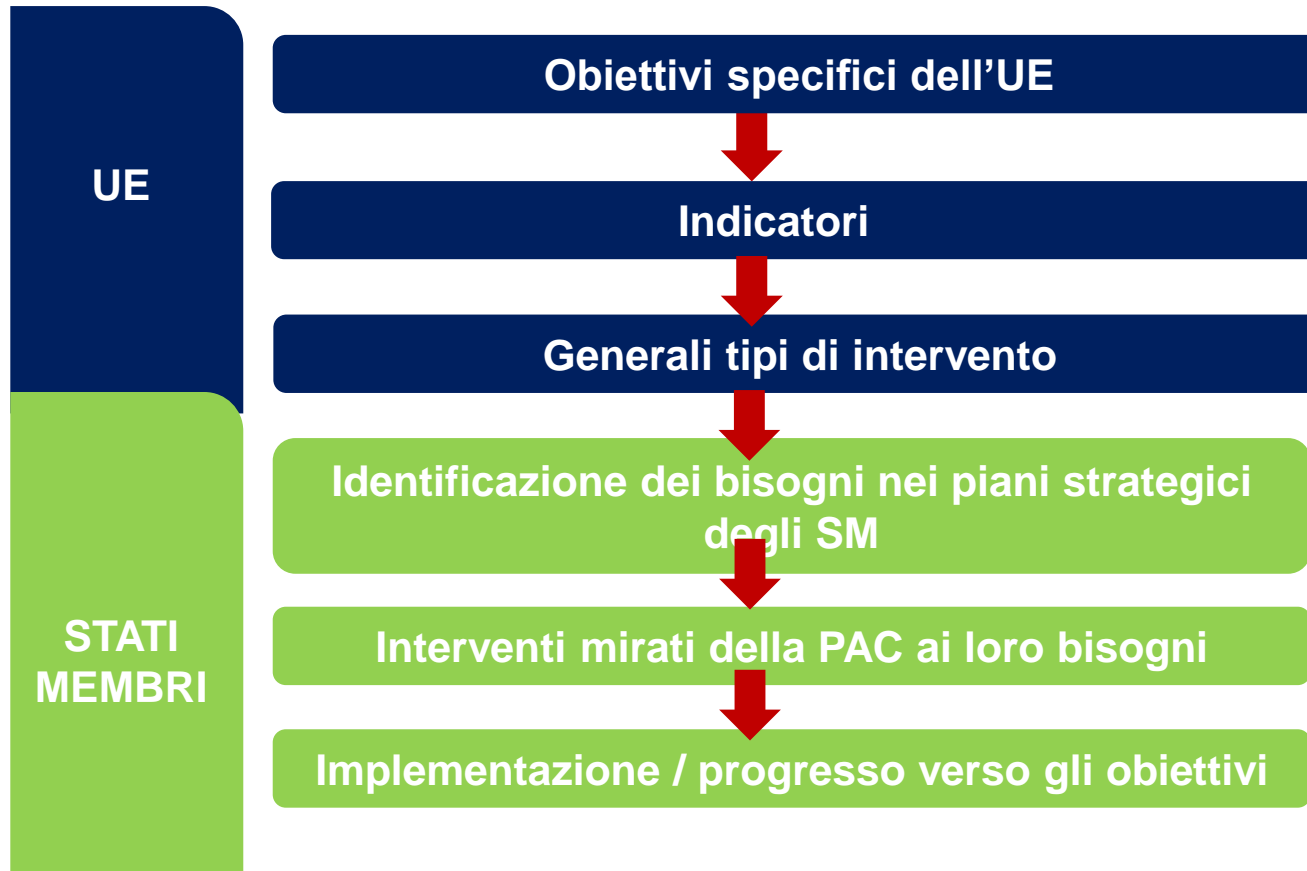 UE
Obiettivi specifici dell’UE
Indicatori
Generali tipi di intervento
STATI
MEMBRI
Identificazione dei bisogni nei piani strategici
degli SM
Interventi mirati della PAC ai loro bisogni
Implementazione / progresso verso gli obiettivi